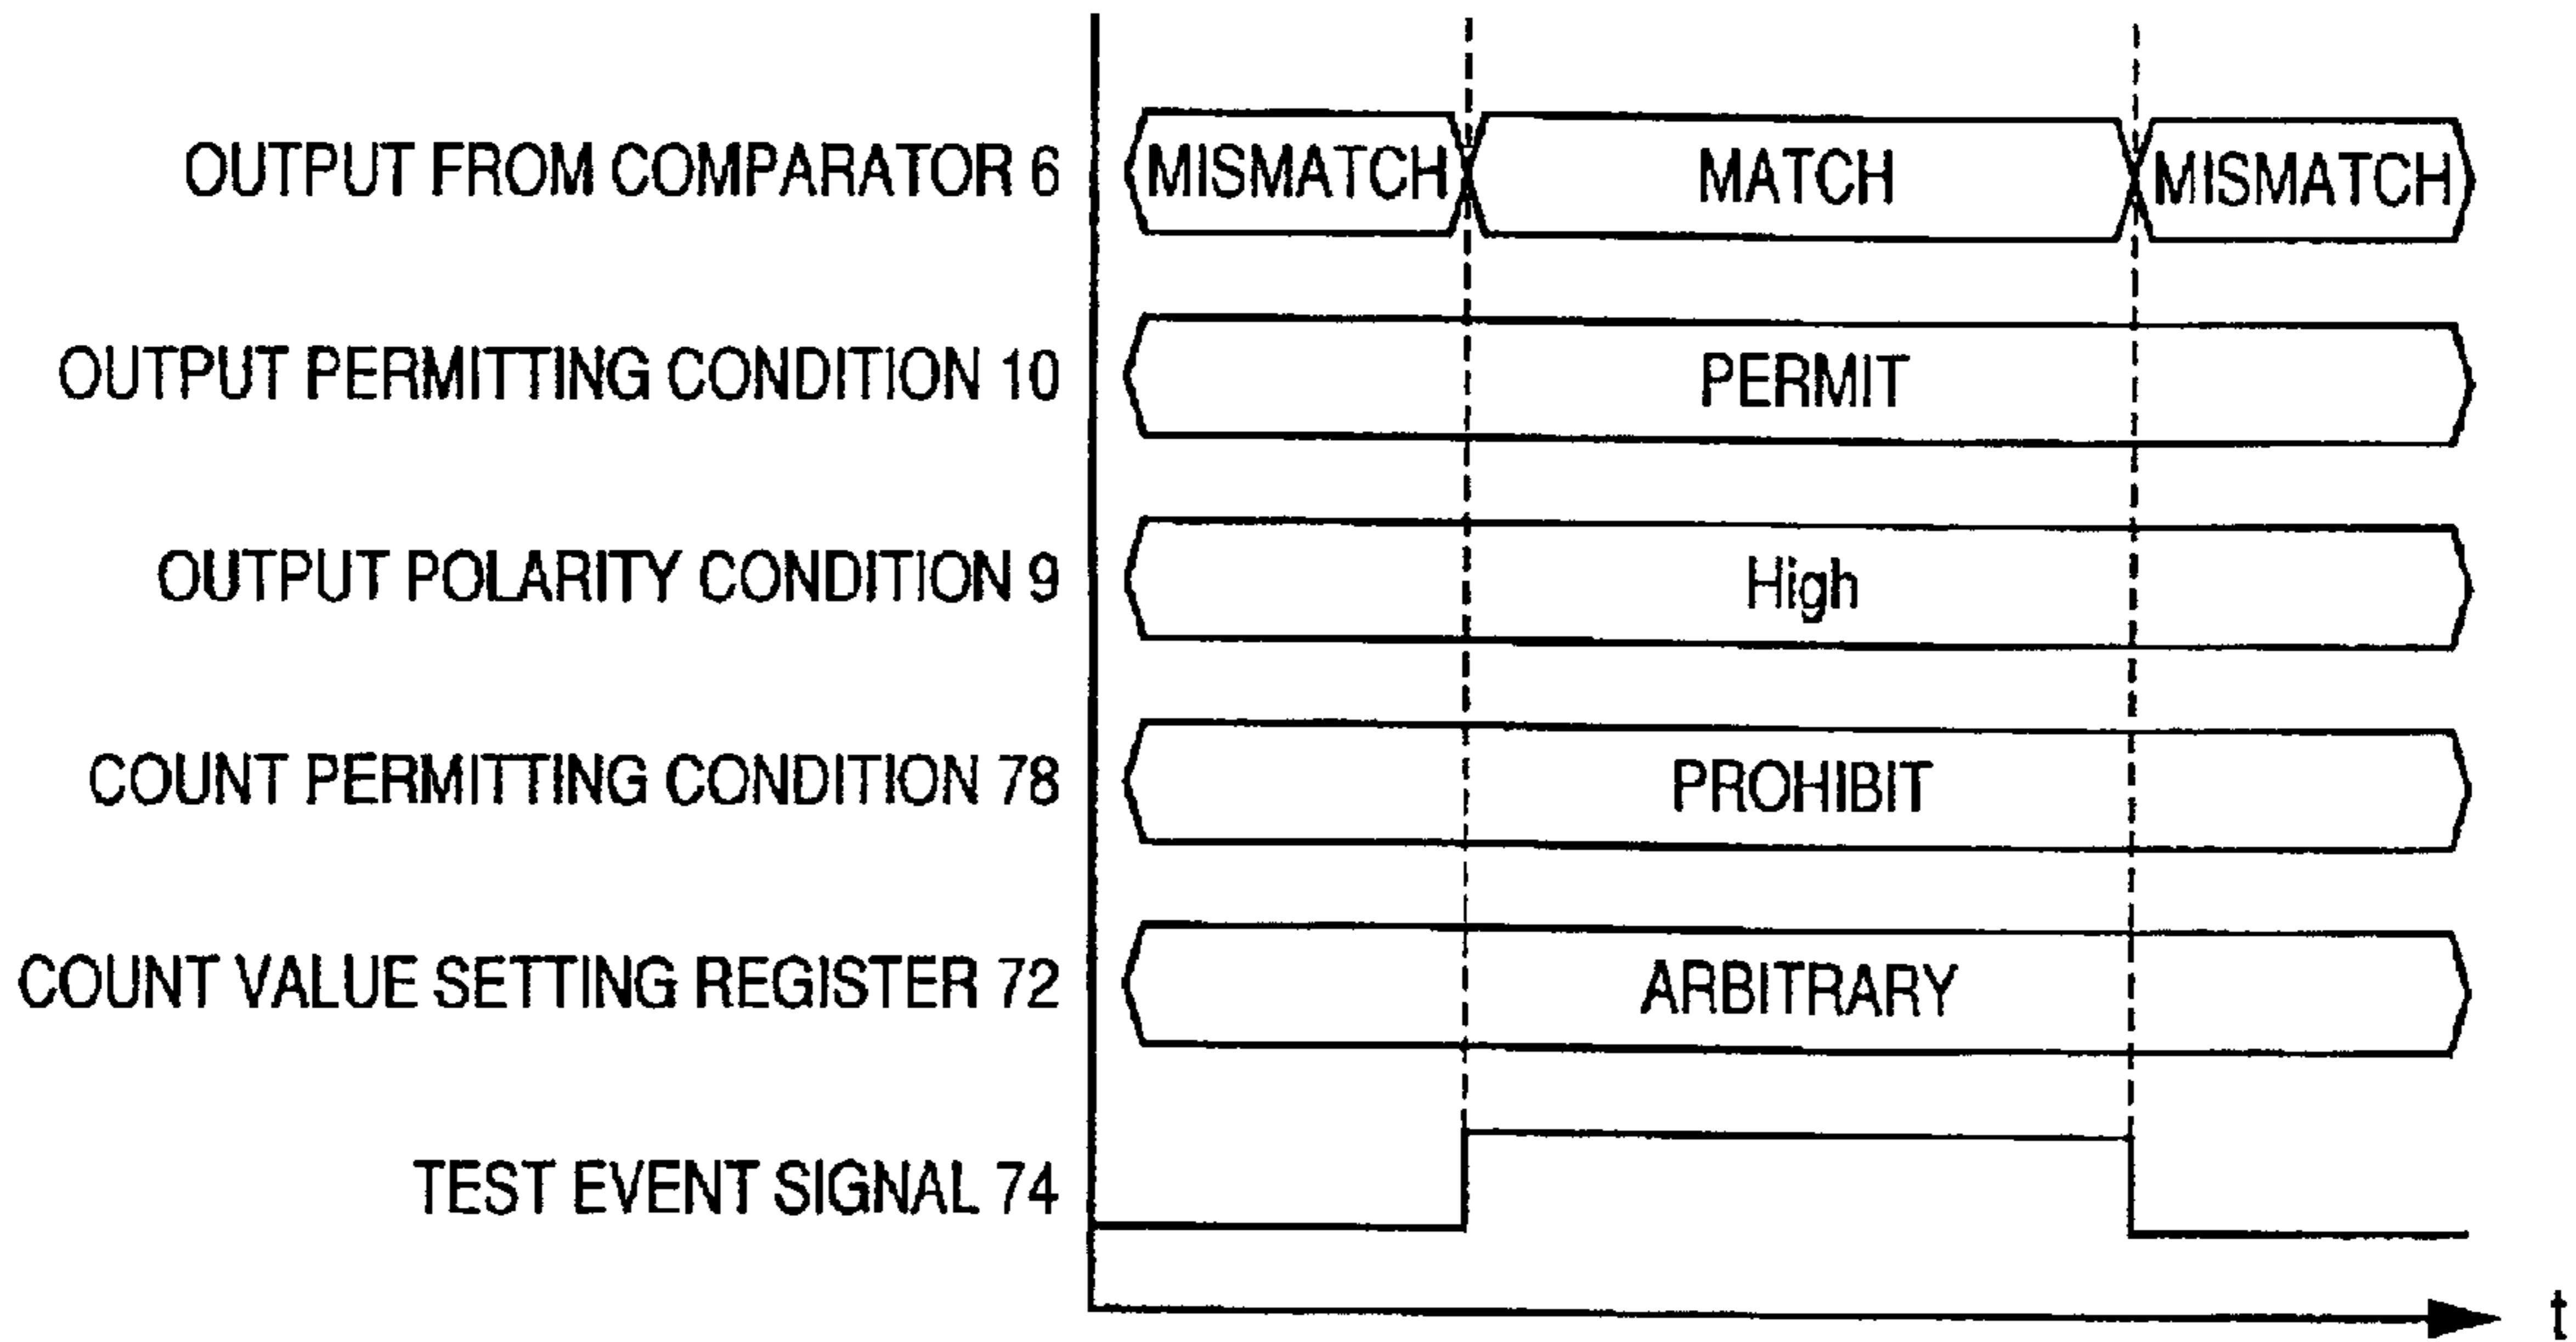 OUTPUT FROM COMPARATOR 6 MISMATCH MATCH MISMATCH
OUTPUT PERMITTING CONDITION 10 PERMIT
OUTPUT POLARITY CONDITION 9 High
COUNT PERMITTING CONDITION 78 PROHIBIT
COUNT VALUE SETTING REGISTER 72 ARBITRARY
TEST EVENT SIGNAL 74
t